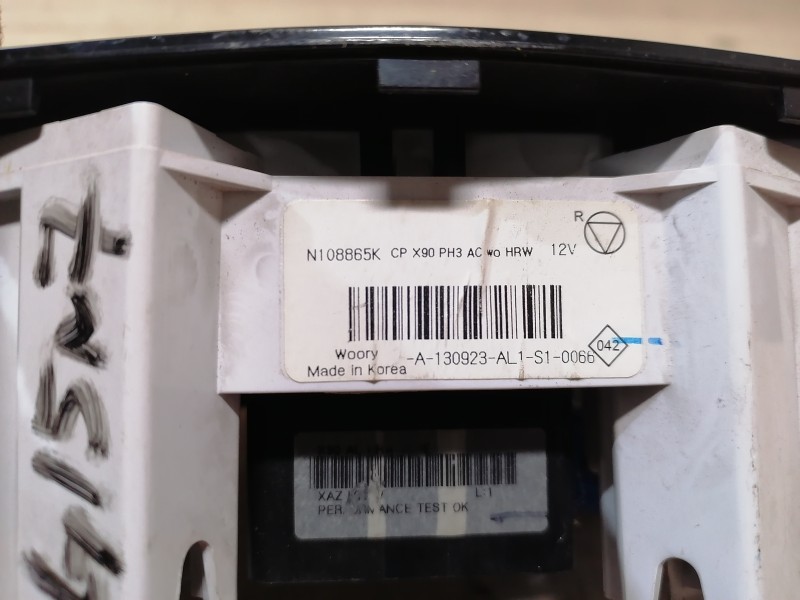 R
N108865K CP X90 PH3 AC wo HRW 12V
042
Woory -A-130923-AL1-S1-0066
Made in Korea
XAZ L-1
TEST OK